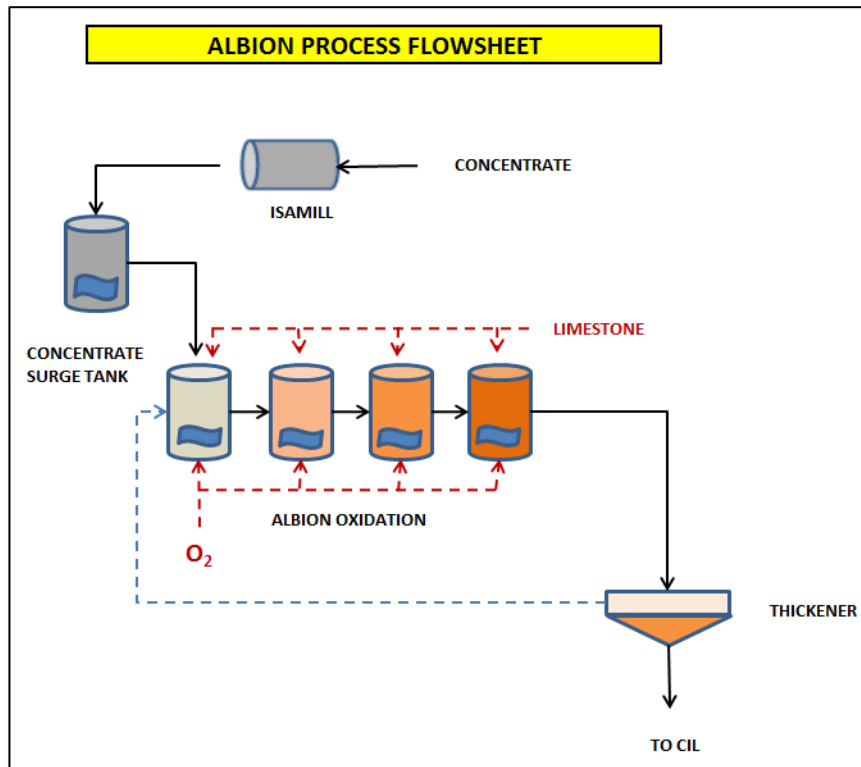 ALBION PROCESS FLOWSHEET
CONCENTRATE
ISAMILL
LIMESTONE
CONCENTRATE
SURGE TANK
ALBION OXIDATION
O₂
THICKENER
TO CIL